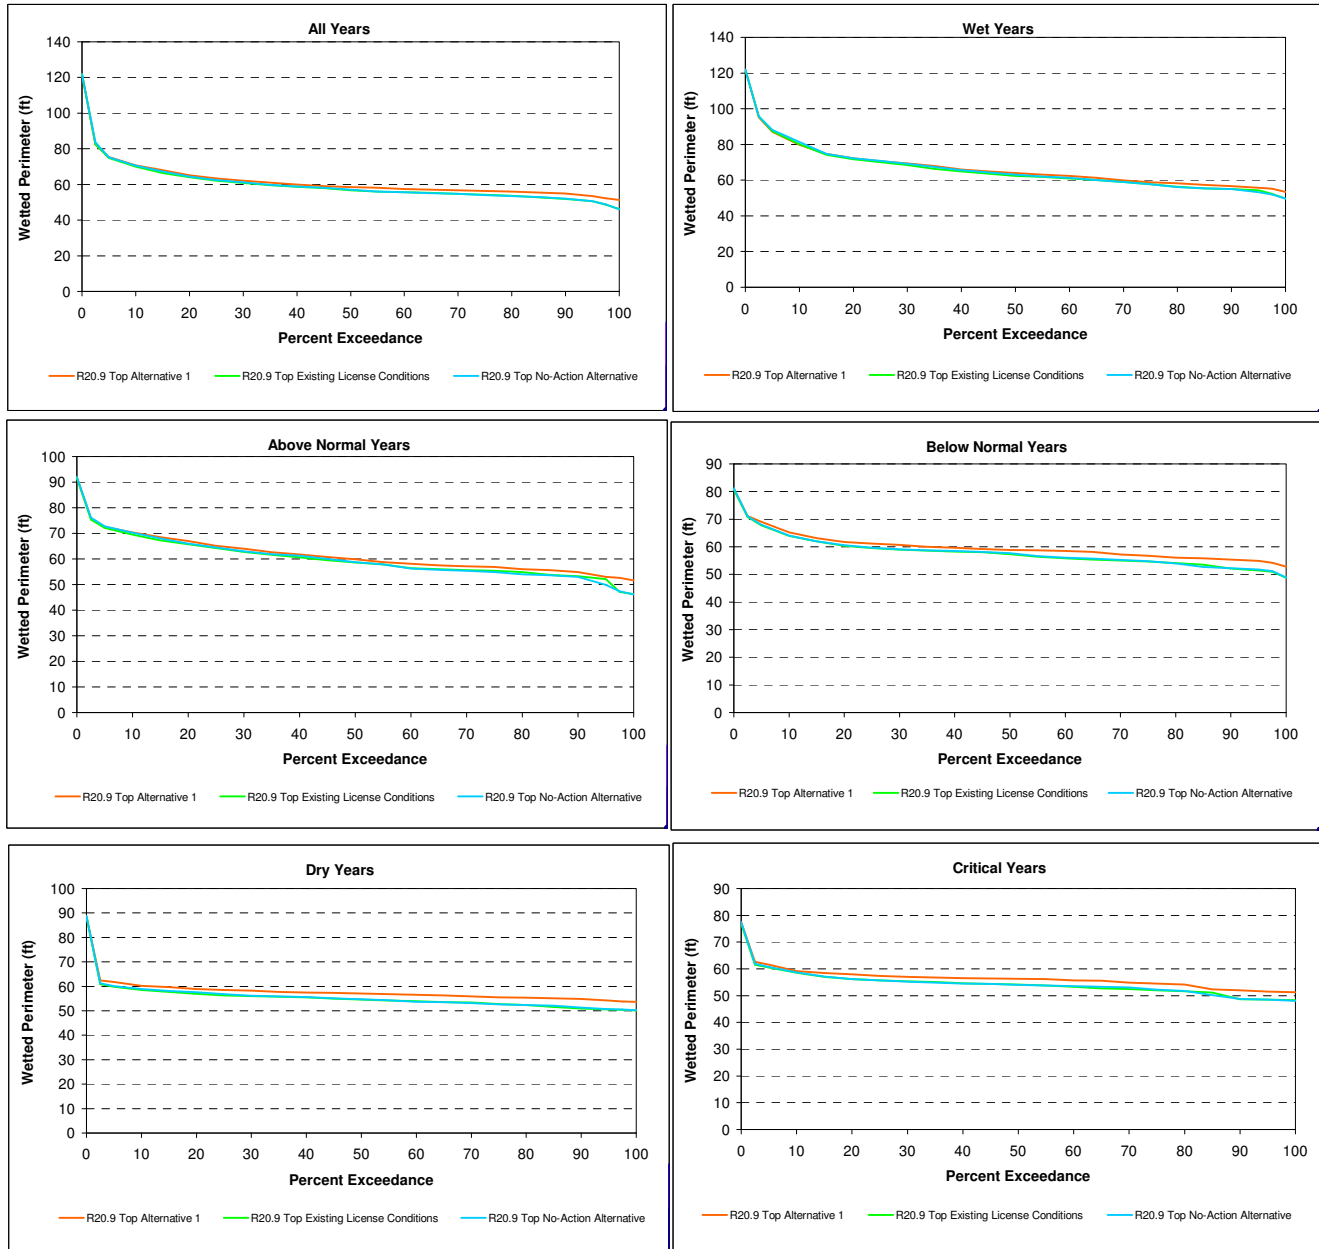 All Years
140
120
100
80
60
40
20
0
Wetted Perimeter (ft)
0 10 20 30 40 50 60 70 80 90 100
Percent Exceedance
R20.9 Top Alternative 1 R20.9 Top Existing License Conditions R20.9 Top No-Action Alternative
Wet Years
140
120
100
80
60
40
20
0
Wetted Perimeter (ft)
0 10 20 30 40 50 60 70 80 90 100
Percent Exceedance
R20.9 Top Alternative 1 R20.9 Top Existing License Conditions R20.9 Top No-Action Alternative
Above Normal Years
100
90
80
70
60
50
40
30
20
10
0
Wetted Perimeter (ft)
0 10 20 30 40 50 60 70 80 90 100
Percent Exceedance
R20.9 Top Alternative 1 R20.9 Top Existing License Conditions R20.9 Top No-Action Alternative
Below Normal Years
90
80
70
60
50
40
30
20
10
0
Wetted Perimeter (ft)
0 10 20 30 40 50 60 70 80 90 100
Percent Exceedance
R20.9 Top Alternative 1 R20.9 Top Existing License Conditions R20.9 Top No-Action Alternative
Dry Years
100
90
80
70
60
50
40
30
20
10
0
Wetted Perimeter (ft)
0 10 20 30 40 50 60 70 80 90 100
Percent Exceedance
R20.9 Top Alternative 1 R20.9 Top Existing License Conditions R20.9 Top No-Action Alternative
Critical Years
90
80
70
60
50
40
30
20
10
0
Wetted Perimeter (ft)
0 10 20 30 40 50 60 70 80 90 100
Percent Exceedance
R20.9 Top Alternative 1 R20.9 Top Existing License Conditions R20.9 Top No-Action Alternative